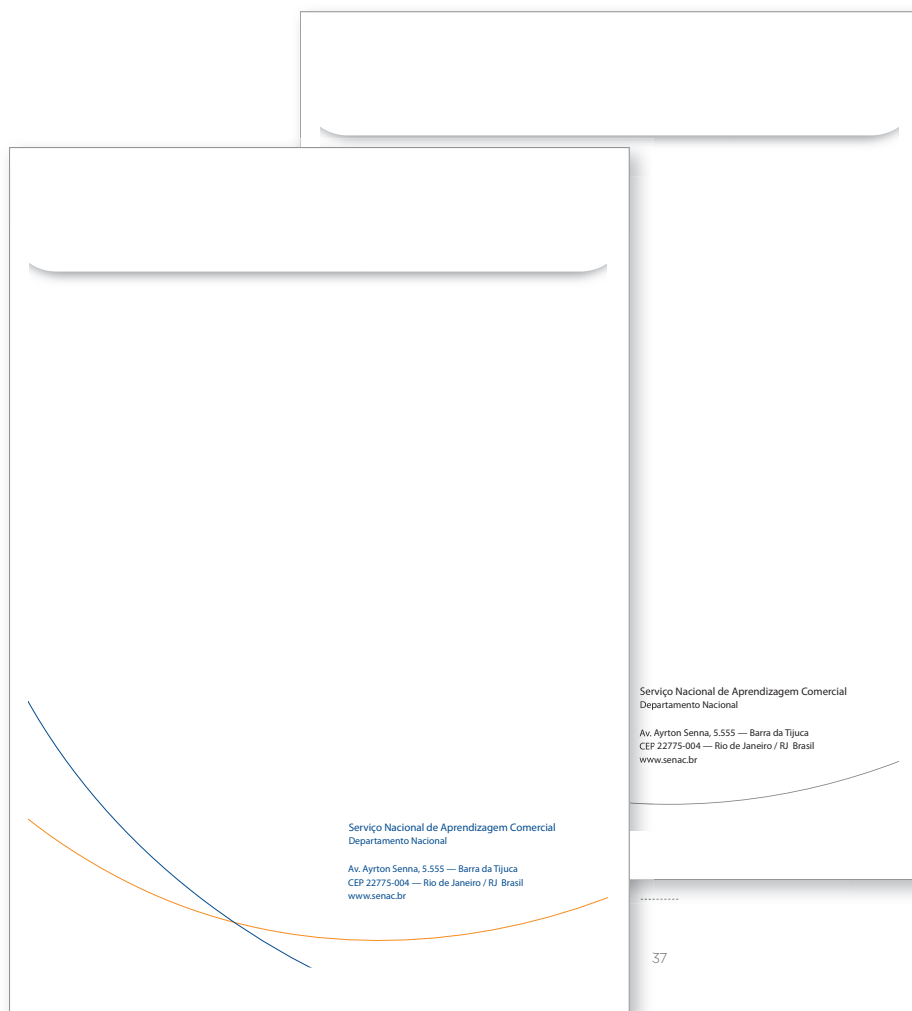 Serviço Nacional de Aprendizagem Comercial
Departamento Nacional
Av. Ayrton Senna, 5.555 — Barra da Tijuca
CEP 22775-004 — Rio de Janeiro / RJ Brasil
www.senac.br
Serviço Nacional de Aprendizagem Comercial
Departamento Nacional
Av. Ayrton Senna, 5.555 — Barra da Tijuca
CEP 22775-004 — Rio de Janeiro / RJ Brasil
www.senac.br
37